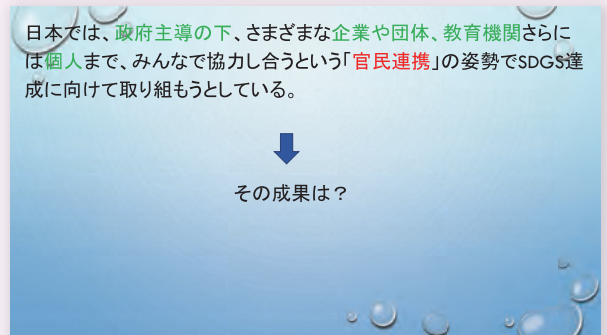 日本では、政府主導の下、さまざまな企業や団体、教育機関さらに
は個人まで、みんなで協力し合うという「官民連携」の姿勢でSDGS達
成に向けて取り組もうとしている。
その成果は？